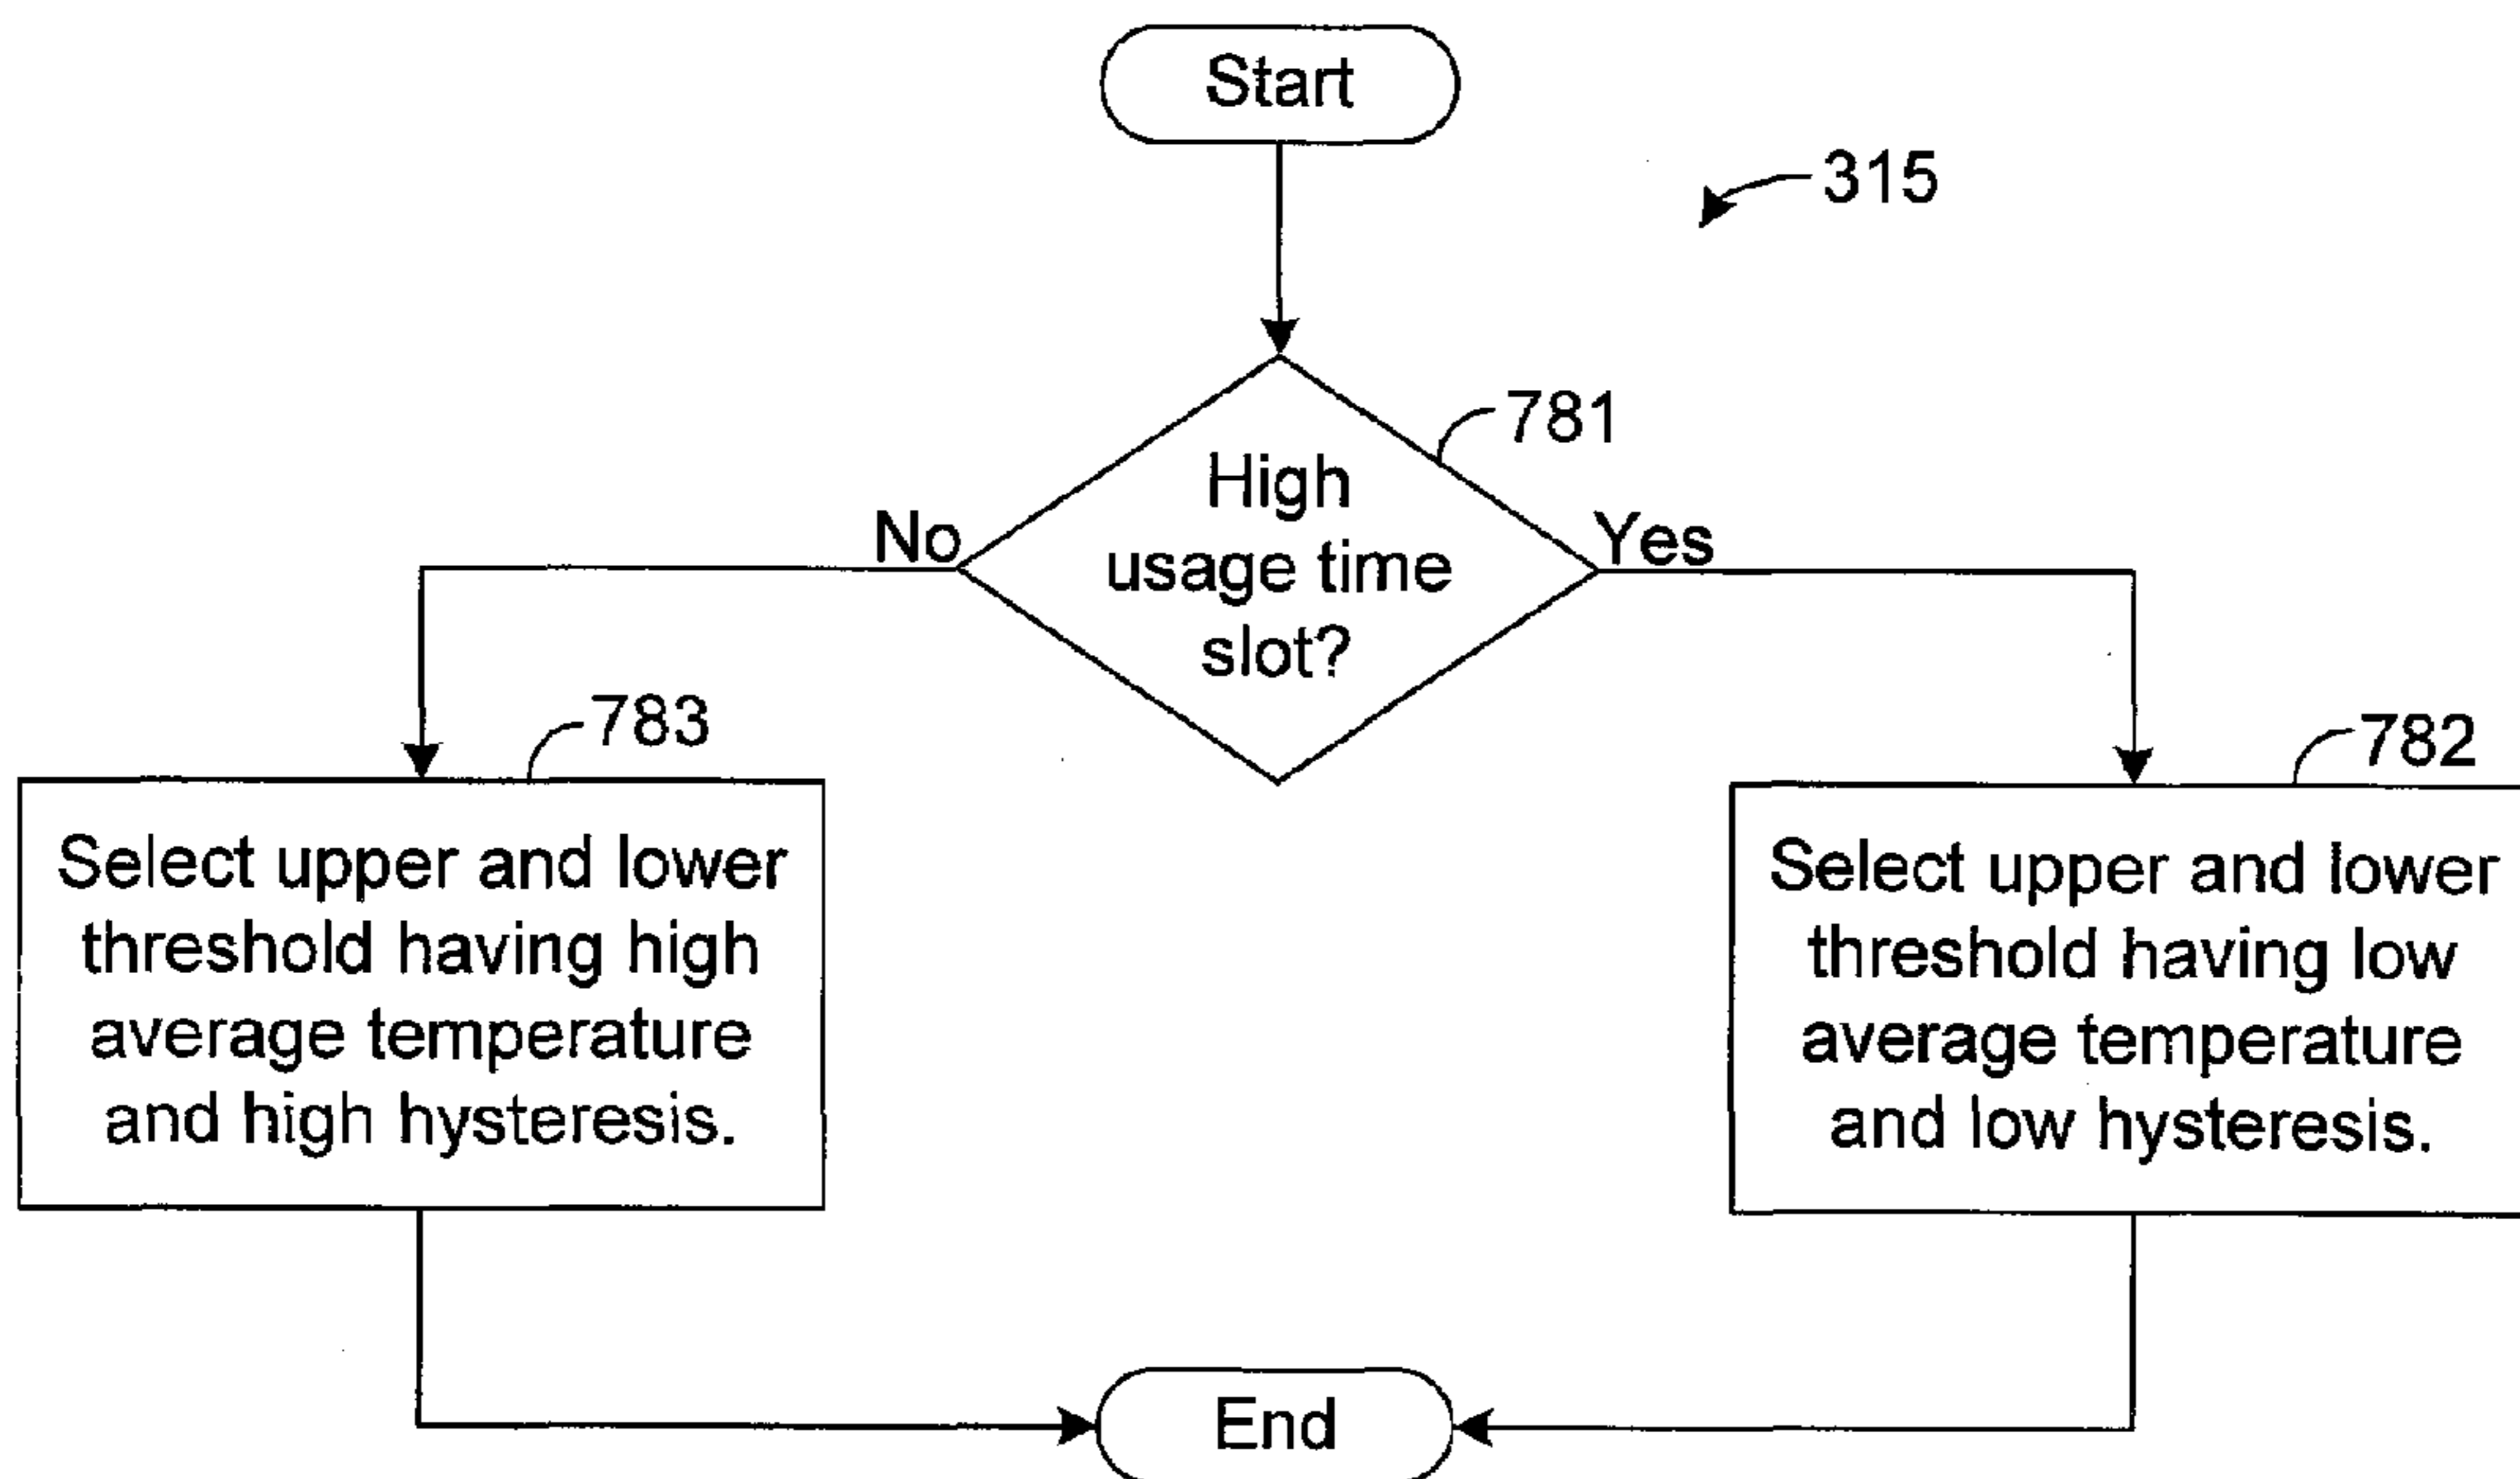 Start
315
781
High
usage time
slot?
No
Yes
783
Select upper and lower
threshold having high
average temperature
and high hysteresis.
782
Select upper and lower
threshold having low
average temperature
and low hysteresis.
End